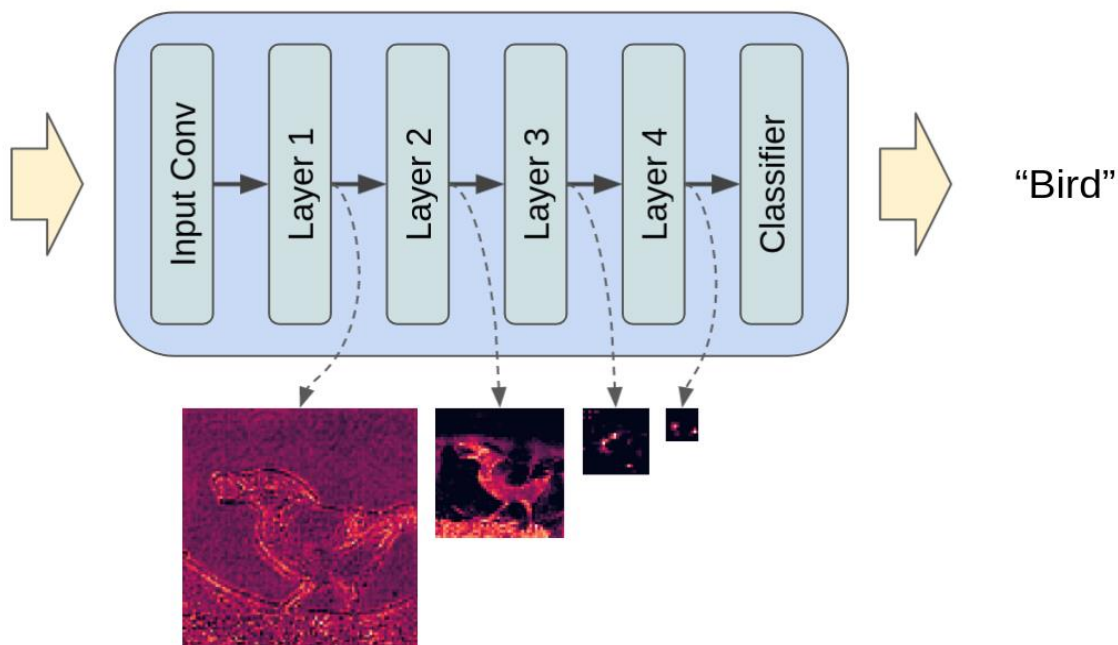 Input Conv
Layer 1
Layer 2
Layer 3
Layer 4
Classifier
“Bird”